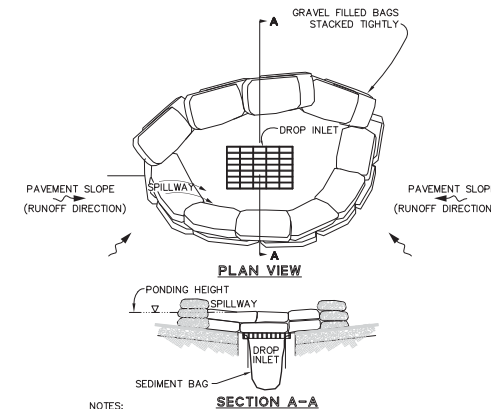 A
GRAVEL FILLED BAGS
STACKED TIGHTLY
DROP INLET
SPILLWAY
PAVEMENT SLOPE
(RUNOFF DIRECTION)
PAVEMENT SLOP
(RUNOFF DIRECTION
A
PLAN VIEW
PONDING HEIGHT
SPILLWAY
DROP
INLET
SEDIMENT BAG
SECTION A-A
NOTES: